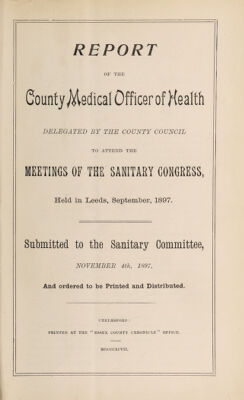 REPORT
OF THE
County Medical Officer of Health
DELEGATED BY THE COUNTY COUNCIL
TO ATTEND THE
MEETINGS OF THE SANITARY CONGRESS,
Held in Leeds, September, 1897.
Submitted to the Sanitary Committee,
NOVEMBER 4th, 1897,
And ordered to be Printed and Distributed.
CHELMSFORD:
PRINTED AT THE "ESSEX COUNTY CHRONICLE" OFFICE.
MDCCCXCVII.